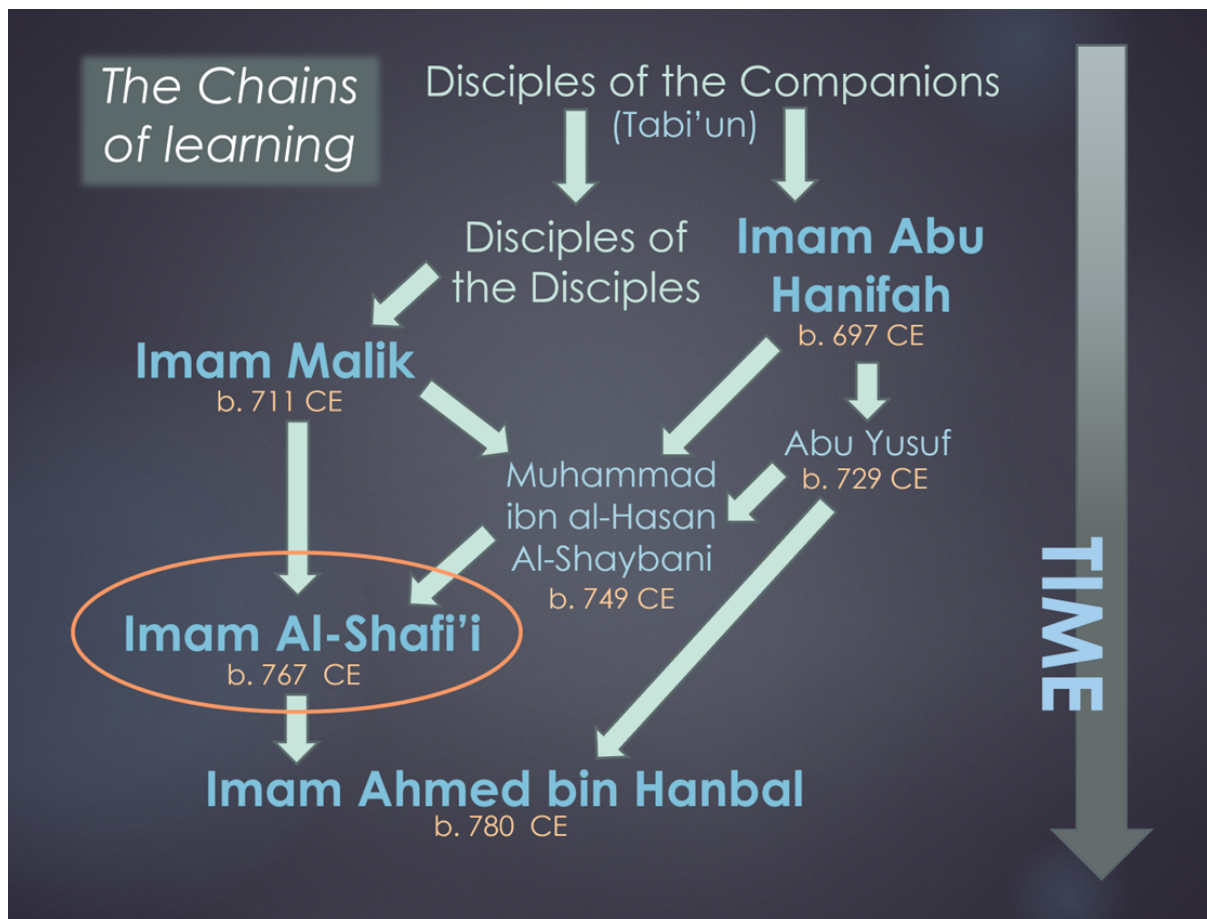 The Chains
of learning
Disciples of the Companions
(Tabi'un)
Disciples of
the Disciples
Imam Abu
Hanifah
b. 697 CE
Imam Malik
b. 711 CE
Abu Yusuf
b. 729 CE
Muhammad
ibn al-Hasan
Al-Shaybani
b. 749 CE
Imam Al-Shafi'i
b. 767 CE
Imam Ahmed bin Hanbal
b. 780 CE
TIME